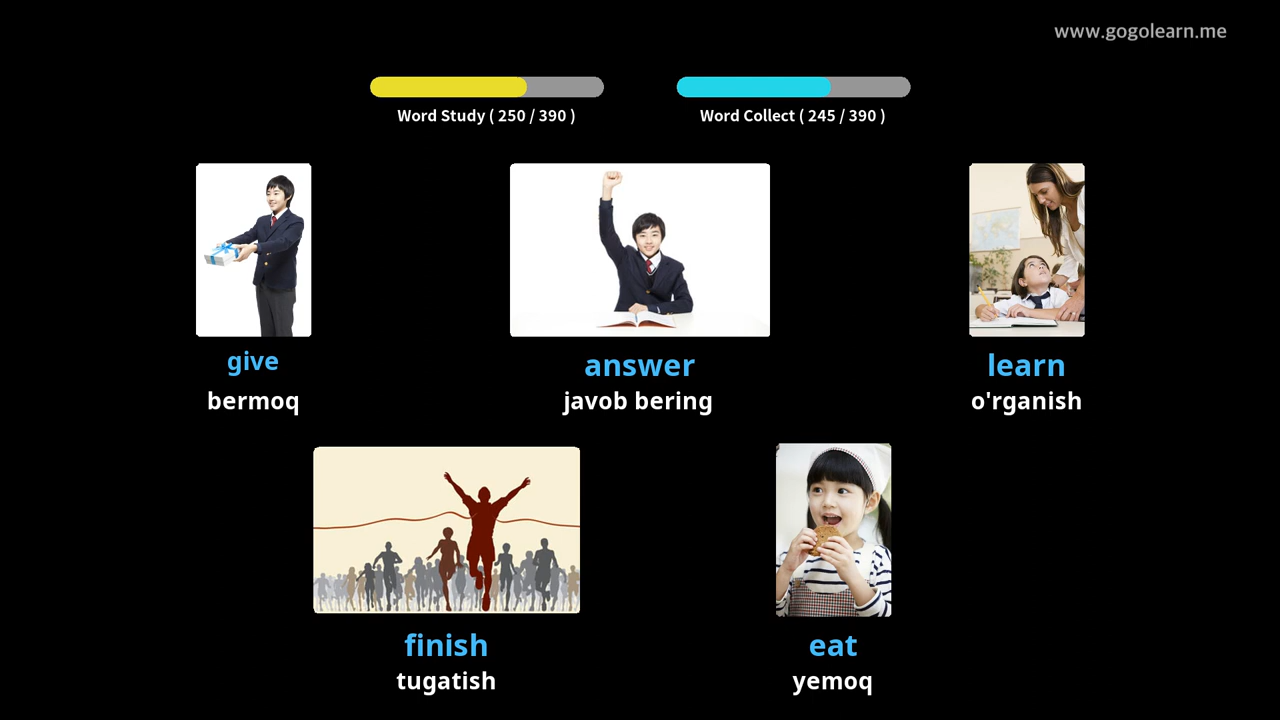 www.gogolearn.me
Word Study ( 250 / 390 )
Word Collect ( 245 / 390 )
give
bermoq
answer
javob bering
learn
o'rganish
finish
tugatish
eat
yemoq